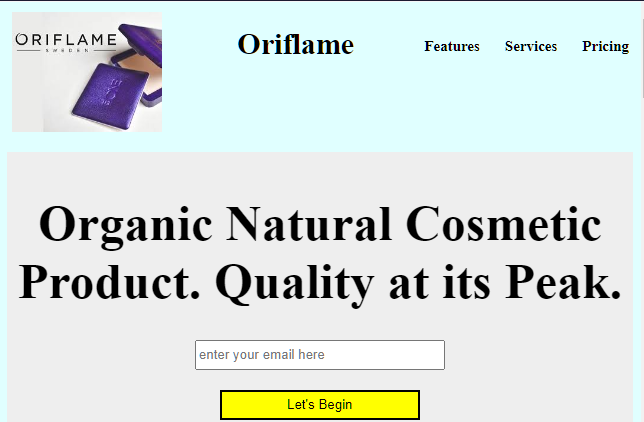 ORIFLAME
SWEDEN
Oriflame
Features Services Pricing
Organic Natural Cosmetic
Product. Quality at its Peak.
enter your email here
Let's Begin